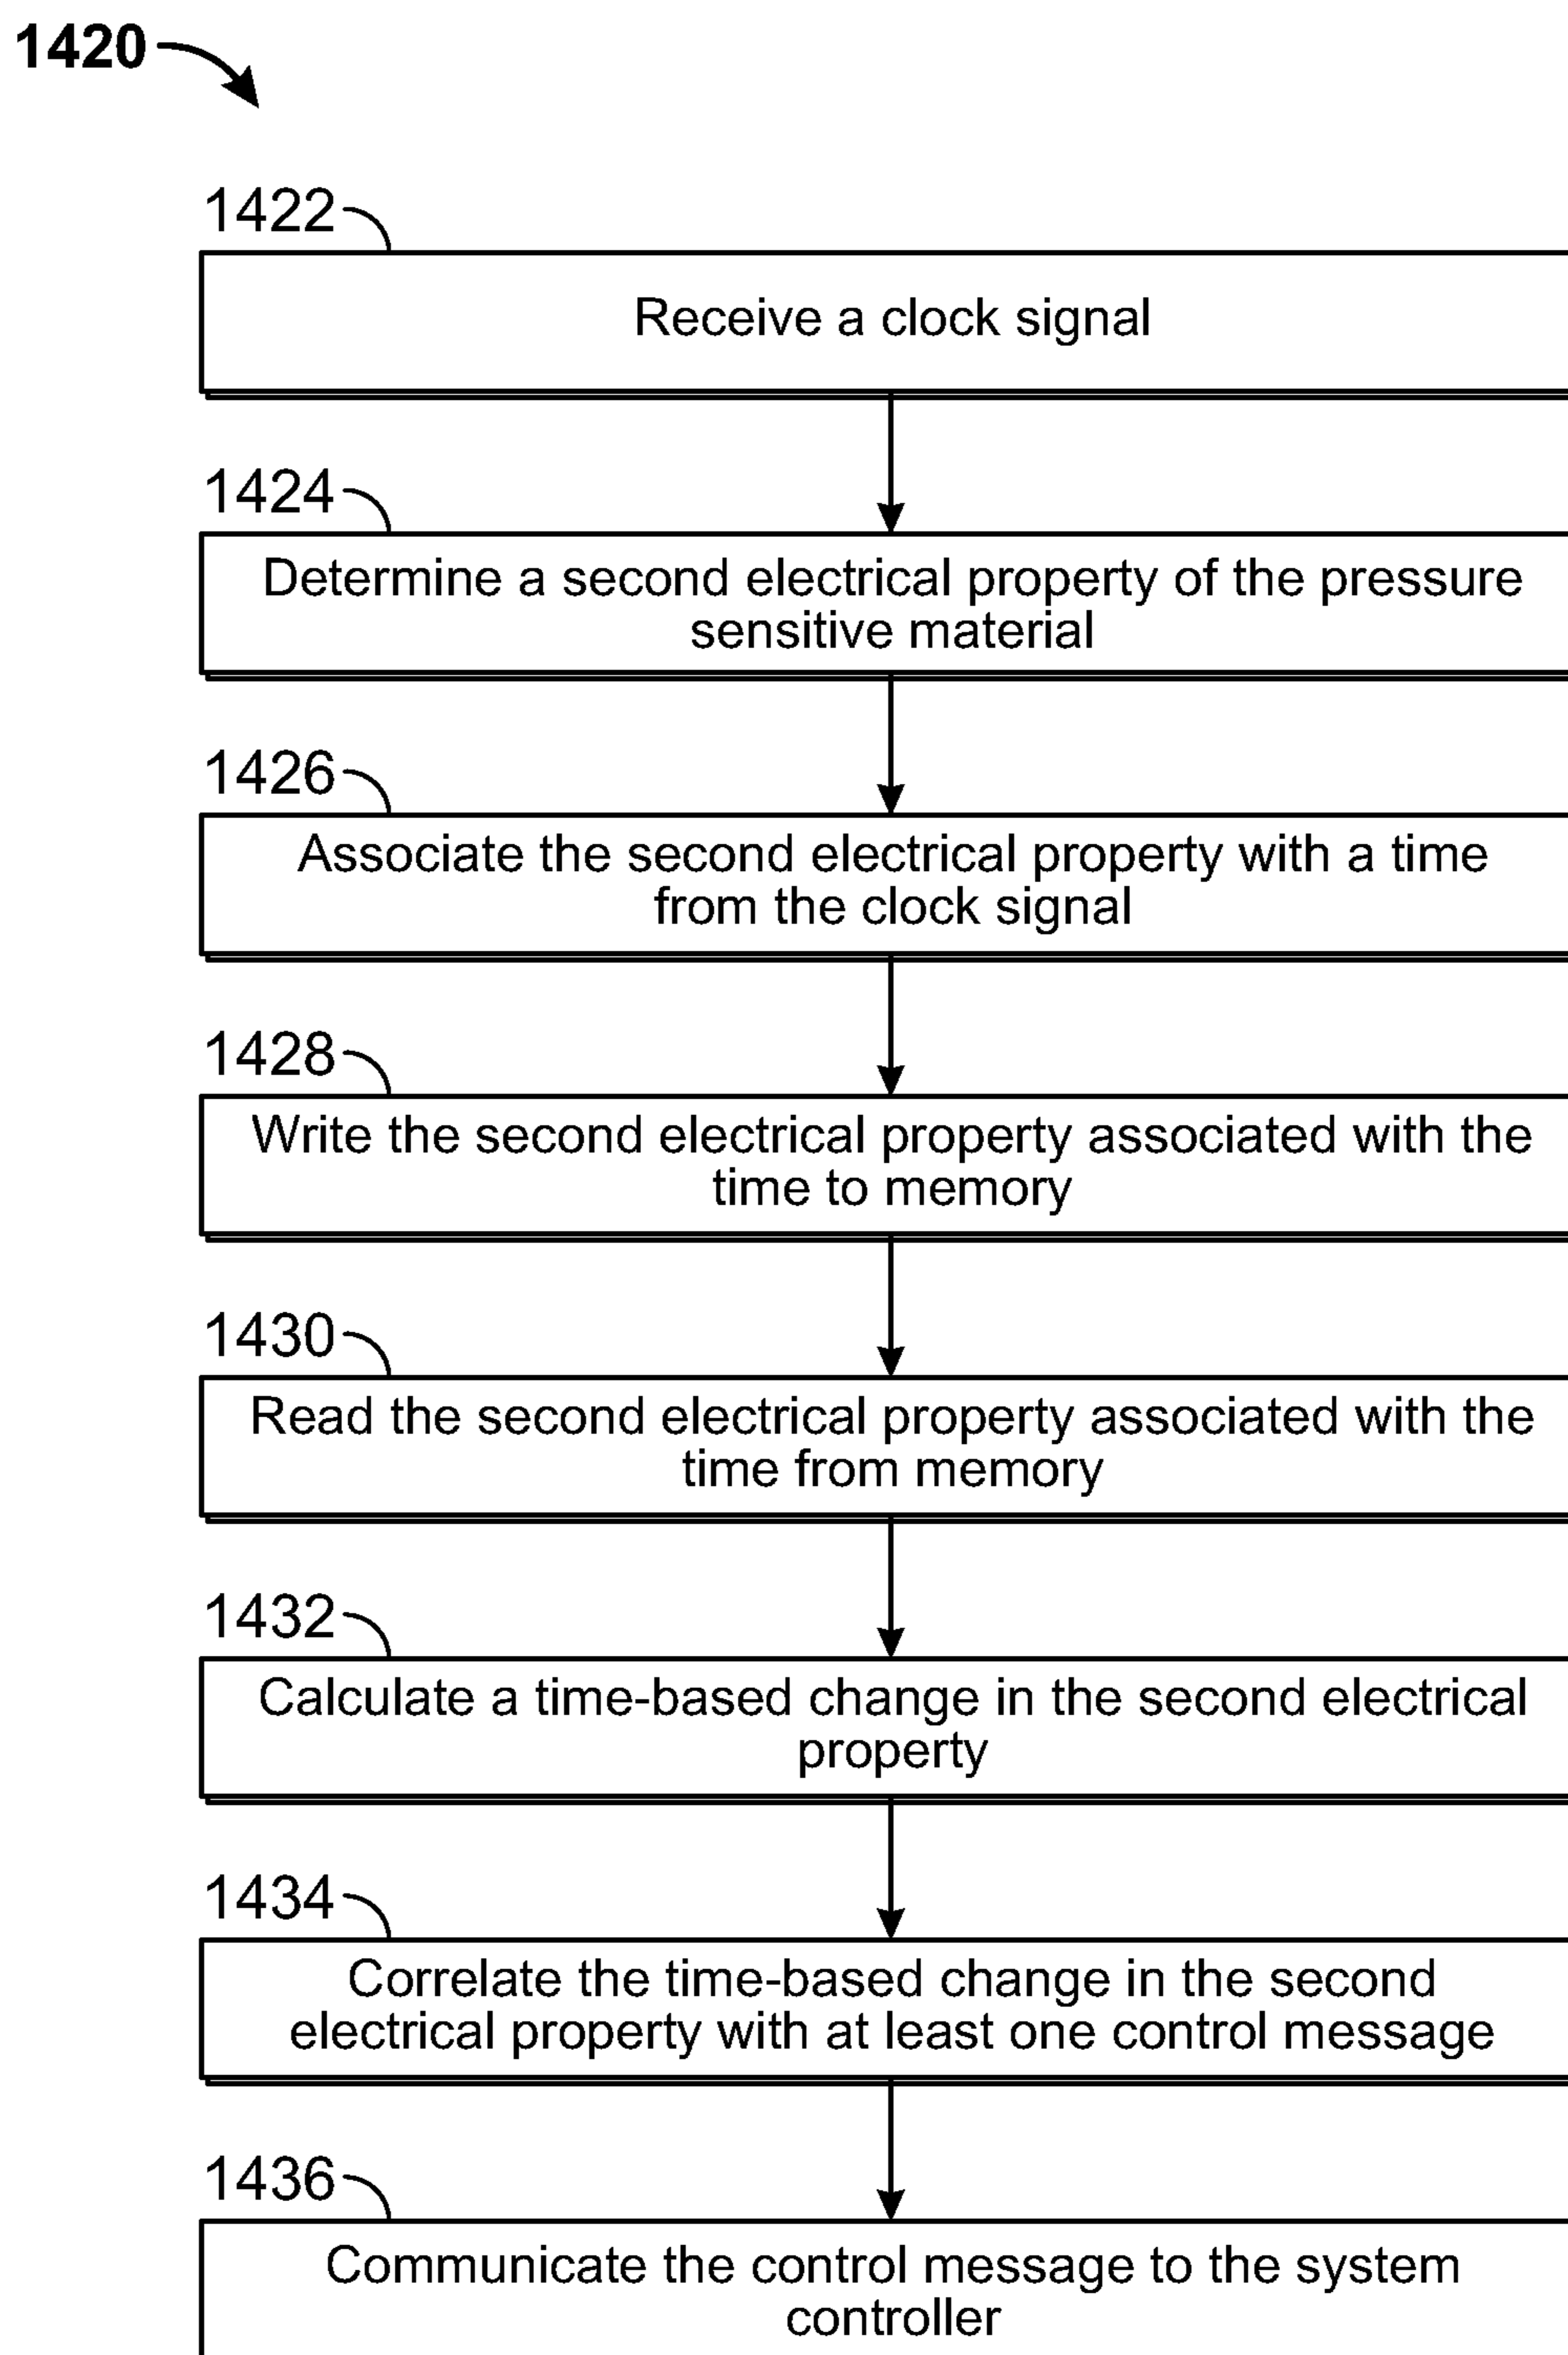 1420
1422
Receive a clock signal
1424
Determine a second electrical property of the pressure
sensitive material
1426
Associate the second electrical property with a time
from the clock signal
1428
Write the second electrical property associated with the
time to memory
1430
Read the second electrical property associated with the
time from memory
1432
Calculate a time-based change in the second electrical
property
1434
Correlate the time-based change in the second
electrical property with at least one control message
1436
Communicate the control message to the system
controller